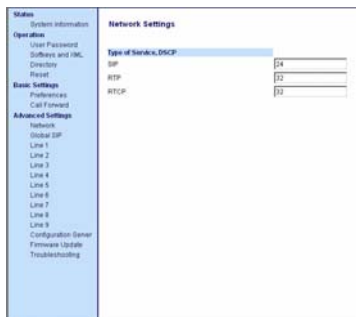 Status
System Information
Operation
User Password
Softkeys and XML
Directory
Reset
Basic Settings
Preferences
Call Forward
Advanced Settings
Network
Global SIP
Line 1
Line 2
Line 3
Line 4
Line 5
Line 6
Line 7
Line 8
Line 9
Configuration Server
Firmware Update
Troubleshooting
Network Settings
Type of Service, DSCP
SIP 24
RTP 32
RTCP 32